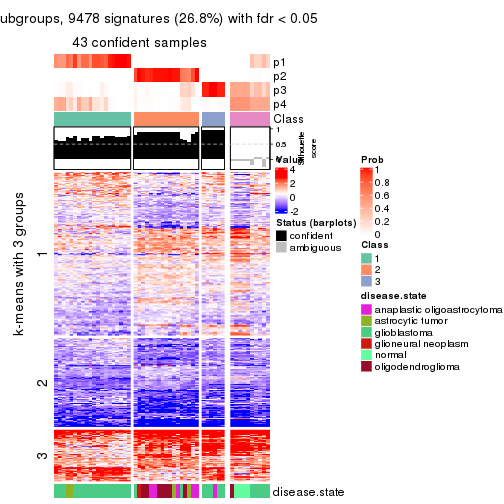 ubgroups, 9478 signatures (26.8%) with fdr < 0.05
43 confident samples
p1
p2
p3
p4
Class
1
0.5
0
Silhouette
score
k-means with 3 groups
1
2
3
disease.state
Value
4
2
0
-2
Status (barplots)
confident
ambiguous
Prob
1
0.8
0.6
0.4
0.2
0
Class
1
2
3
disease.state
anaplastic oligoastrocytoma
astrocytic tumor
glioblastoma
glioneural neoplasm
normal
oligodendroglioma